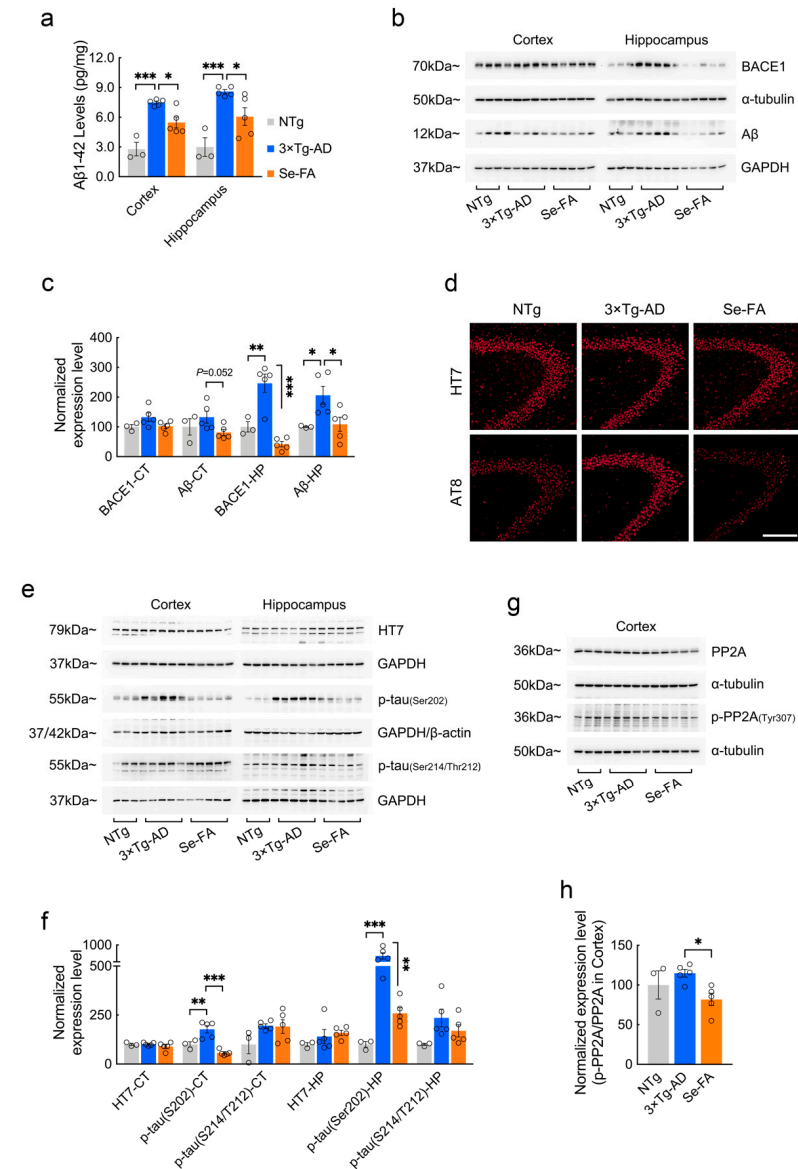 a
Aβ1-42 Levels (pg/mg)
12.0
9.0
6.0
3.0
0.0
*** *
*** *
Cortex
Hippocampus
NTg
3×Tg-AD
Se-FA
b
Cortex Hippocampus
70kDa~ BACE1
50kDa~ α-tubulin
12kDa~ Aβ
37kDa~ GAPDH
NTg 3×Tg-AD Se-FA NTg 3×Tg-AD Se-FA
c
Normalized
expression level
400
300
200
100
0
P=0.052
**
***
* *
BACE1-CT
Aβ-CT
BACE1-HP
Aβ-HP
d
NTg 3×Tg-AD Se-FA
HT7
AT8
e
Cortex Hippocampus
79kDa~ HT7
37kDa~ GAPDH
55kDa~ p-tau(Ser202)
37/42kDa~ GAPDH/β-actin
55kDa~ p-tau(Ser214/Thr212)
37kDa~ GAPDH
NTg 3×Tg-AD Se-FA NTg 3×Tg-AD Se-FA
g
Cortex
36kDa~ PP2A
50kDa~ α-tubulin
36kDa~ p-PP2A(Tyr307)
50kDa~ α-tubulin
NTg 3×Tg-AD Se-FA
f
Normalized
expression level
1000
500
250
0
** ***
***
**
HT7-CT
p-tau(S202)-CT
p-tau(S214/T212)-CT
HT7-HP
p-tau(Ser202)-HP
p-tau(S214/T212)-HP
h
Normalized expression level
(p-PP2A/PP2A in Cortex)
150
100
50
0
*
NTg
3×Tg-AD
Se-FA